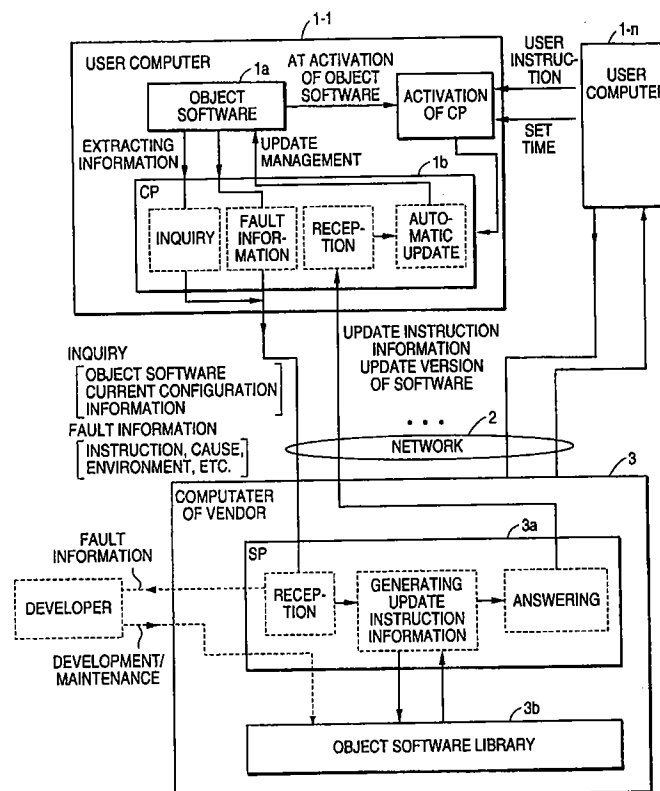 1-1
USER COMPUTER
1a
OBJECT
SOFTWARE
AT ACTIVATION
OF OBJECT
SOFTWARE
ACTIVATION
OF CP
USER
INSTRUC-
TION
SET
TIME
1-n
USER
COMPUTER
EXTRACTING
INFORMATION
UPDATE
MANAGEMENT
1b
CP
INQUIRY
FAULT
INFOR-
MATION
RECEP-
TION
AUTO-
MATIC
UPDATE
INQUIRY
OBJECT SOFTWARE
CURRENT CONFIGURATION
INFORMATION
FAULT INFORMATION
INSTRUCTION, CAUSE,
ENVIRONMENT, ETC.
UPDATE INSTRUCTION
INFORMATION
UPDATE VERSION
OF SOFTWARE
• • •
2
NETWORK
3
COMPUTATER
OF VENDOR
3a
SP
FAULT
INFORMATION
DEVELOPER
DEVELOPMENT/
MAINTENANCE
RECEP-
TION
GENERATING
UPDATE
INSTRUCTION
INFORMATION
ANSWERING
3b
OBJECT SOFTWARE LIBRARY